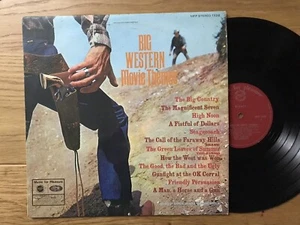 BIG
WESTERN
Movie Themes
The Big Country
The Magnificent Seven
High Noon
A Fistful of Dollars
Stagecoach
The Call of the Faraway Hills
The Green Leaves of Summer
How the West was Won
The Good, the Bad and the Ugly
Gunfight at the OK Corral
Friendly Persuasion
A Man, a Horse and a Gun